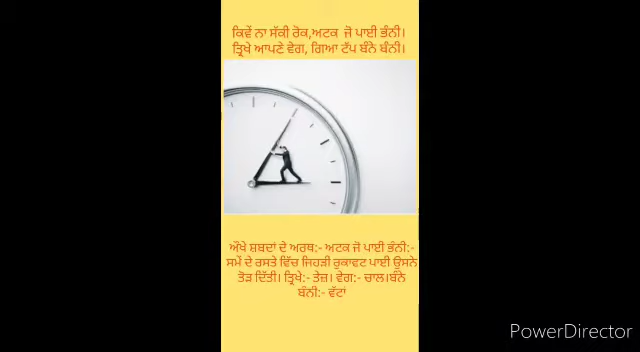 ਕਿਵੇਂ ਨਾ ਸੱਕੀ ਰੋਕ,ਅਟਕ ਜੋ ਪਾਈ ਭੰਨੀ।
ਤ੍ਰਿਖੇ ਆਪਣੇ ਵੇਗ, ਗਿਆ ਟੱਪ ਬੰਨੇ ਬੰਨੀ।
ਔਖੇ ਸ਼ਬਦਾਂ ਦੇ ਅਰਥ:- ਅਟਕ ਜੋ ਪਾਈ ਭੰਨੀ:-
ਸਮੇਂ ਦੇ ਰਸਤੇ ਵਿੱਚ ਜਿਹੜੀ ਰੁਕਾਵਟ ਪਾਈ ਉਸਨੇ
ਤੋੜ ਦਿੱਤੀ। ਤ੍ਰਿਖੇ:- ਤੇਜ਼। ਵੇਗ:- ਚਾਲ।ਬੰਨੇ
ਬੰਨੀ:- ਵੱਟਾਂ
PowerDirector